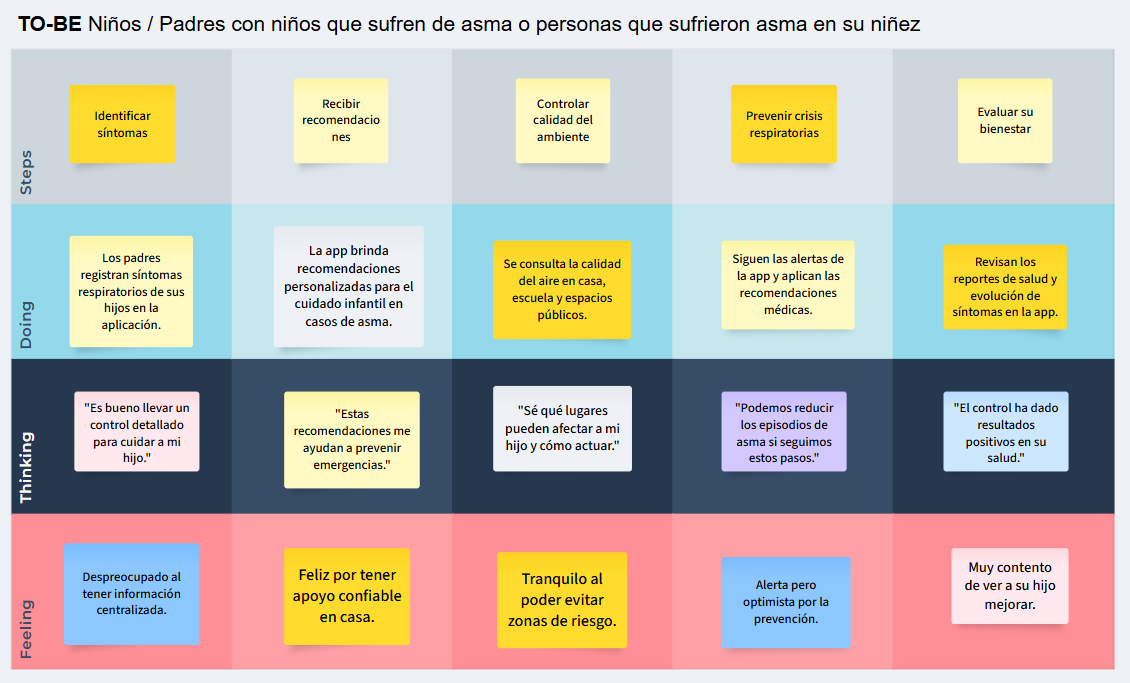 TO-BE Niños / Padres con niños que sufren de asma o personas que sufrieron asma en su niñez
Steps
Identificar
síntomas
Recibir
recomendacio
nes
Controlar
calidad del
ambiente
Prevenir crisis
respiratorias
Evaluar su
bienestar
Doing
Los padres
registran síntomas
respiratorios de sus
hijos en la
aplicación.
La app brinda
recomendaciones
personalizadas para el
cuidado infantil en
casos de asma.
Se consulta la calidad
del aire en casa,
escuela y espacios
públicos.
Siguen las alertas de
la app y aplican las
recomendaciones
médicas.
Revisan los
reportes de salud y
evolución de
síntomas en la app.
Thinking
"Es bueno llevar un
control detallado
para cuidar a mi
hijo."
"Estas
recomendaciones me
ayudan a prevenir
emergencias."
"Sé qué lugares
pueden afectar a mi
hijo y cómo actuar."
"Podemos reducir
los episodios de
asma si seguimos
estos pasos."
"El control ha dado
resultados
positivos en su
salud."
Feeling
Despreocupado al
tener información
centralizada.
Feliz por tener
apoyo confiable
en casa.
Tranquilo al
poder evitar
zonas de riesgo.
Alerta pero
optimista por la
prevención.
Muy contento
de ver a su hijo
mejorar.